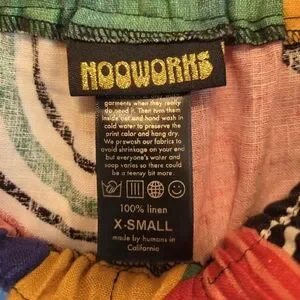 NOOWORKS
garments when they really
do need it. Then turn them
inside out and hand wash in
cold water to preserve the
print color and hang dry.
We prewash our fabrics to
avoid shrinkage on your end
but everyone's water and
soap varies so there could
be a teensy bit more.
100% linen
X-SMALL
made by humans in
California